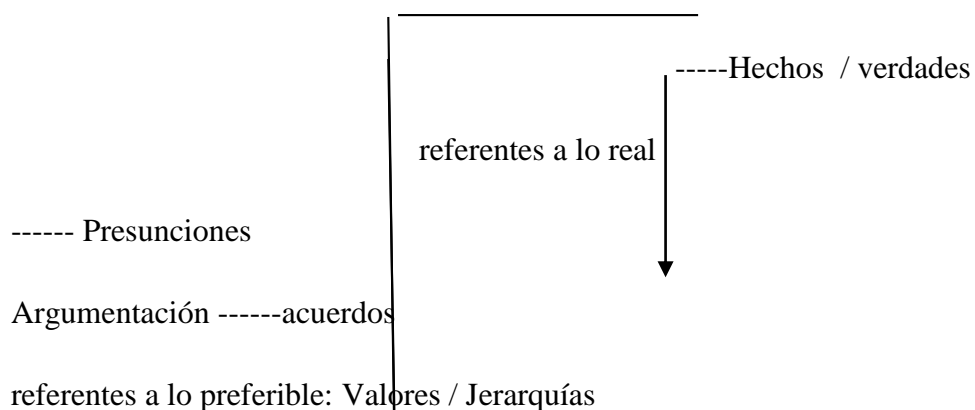 -----Hechos / verdades
referentes a lo real
------ Presunciones
Argumentación ------acuerdos
referentes a lo preferible: Valores / Jerarquías